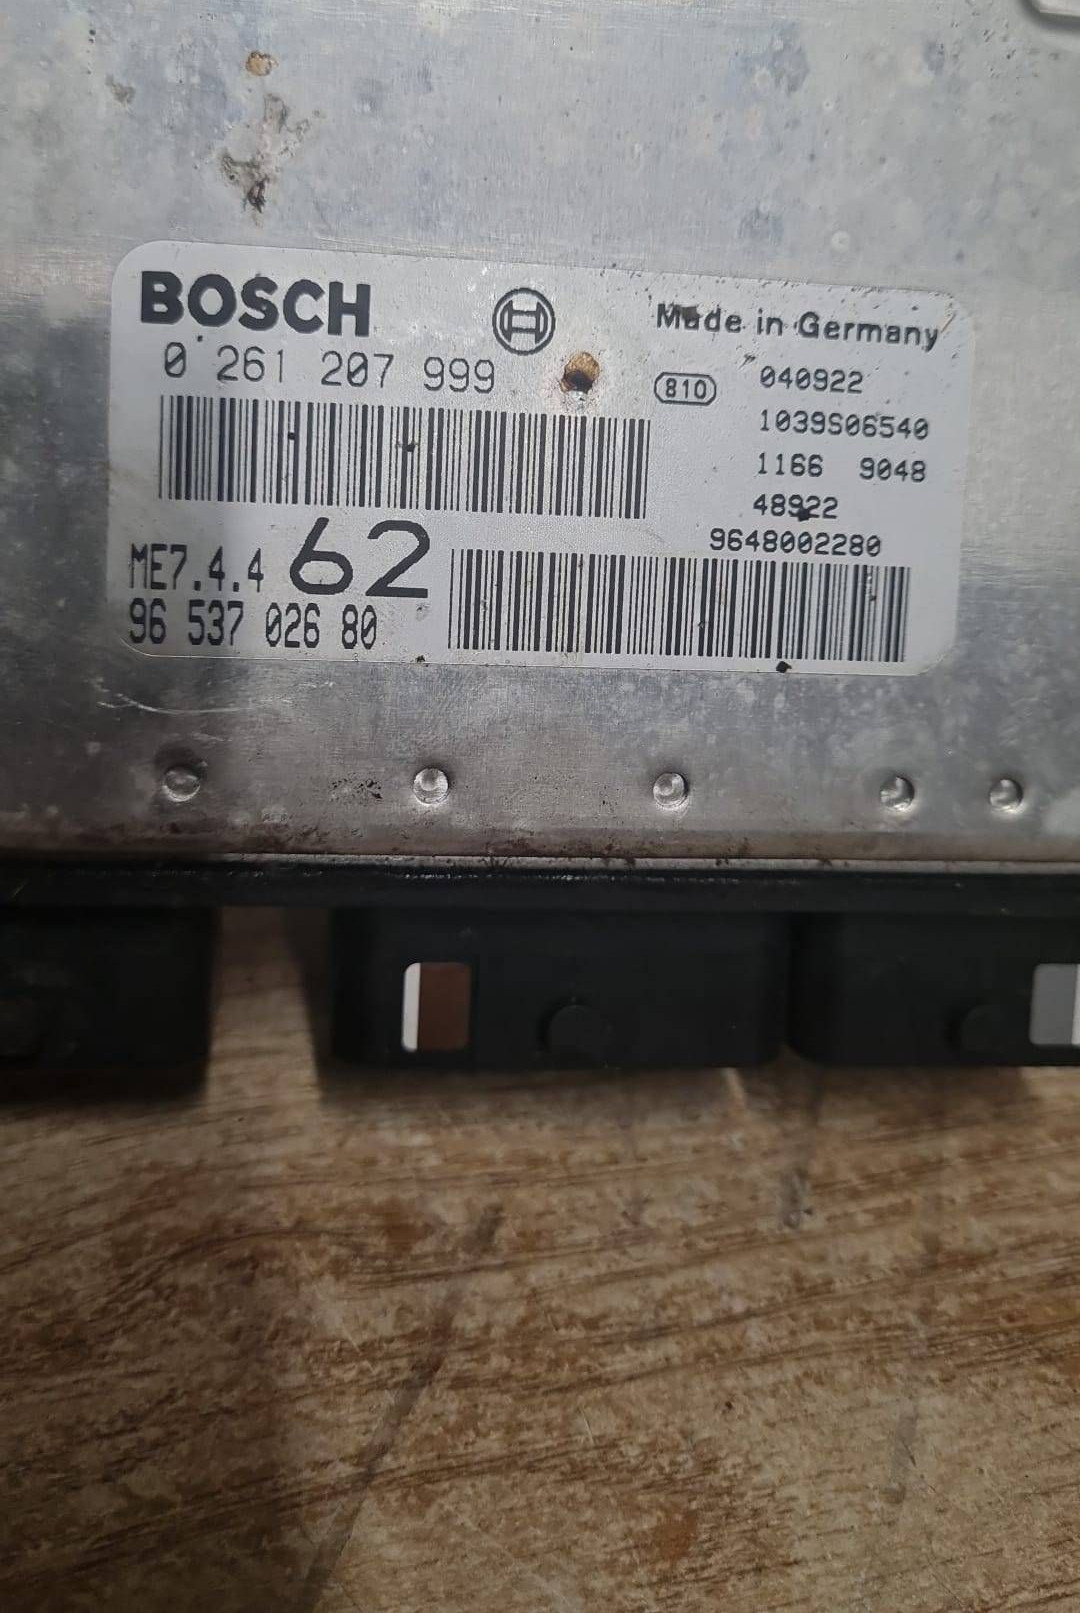 BOSCH
Made in Germany
0 261 207 999
810
040922
1039S06540
1166 9048
48922
9648002280
ME7.4.4 62
96 537 026 80